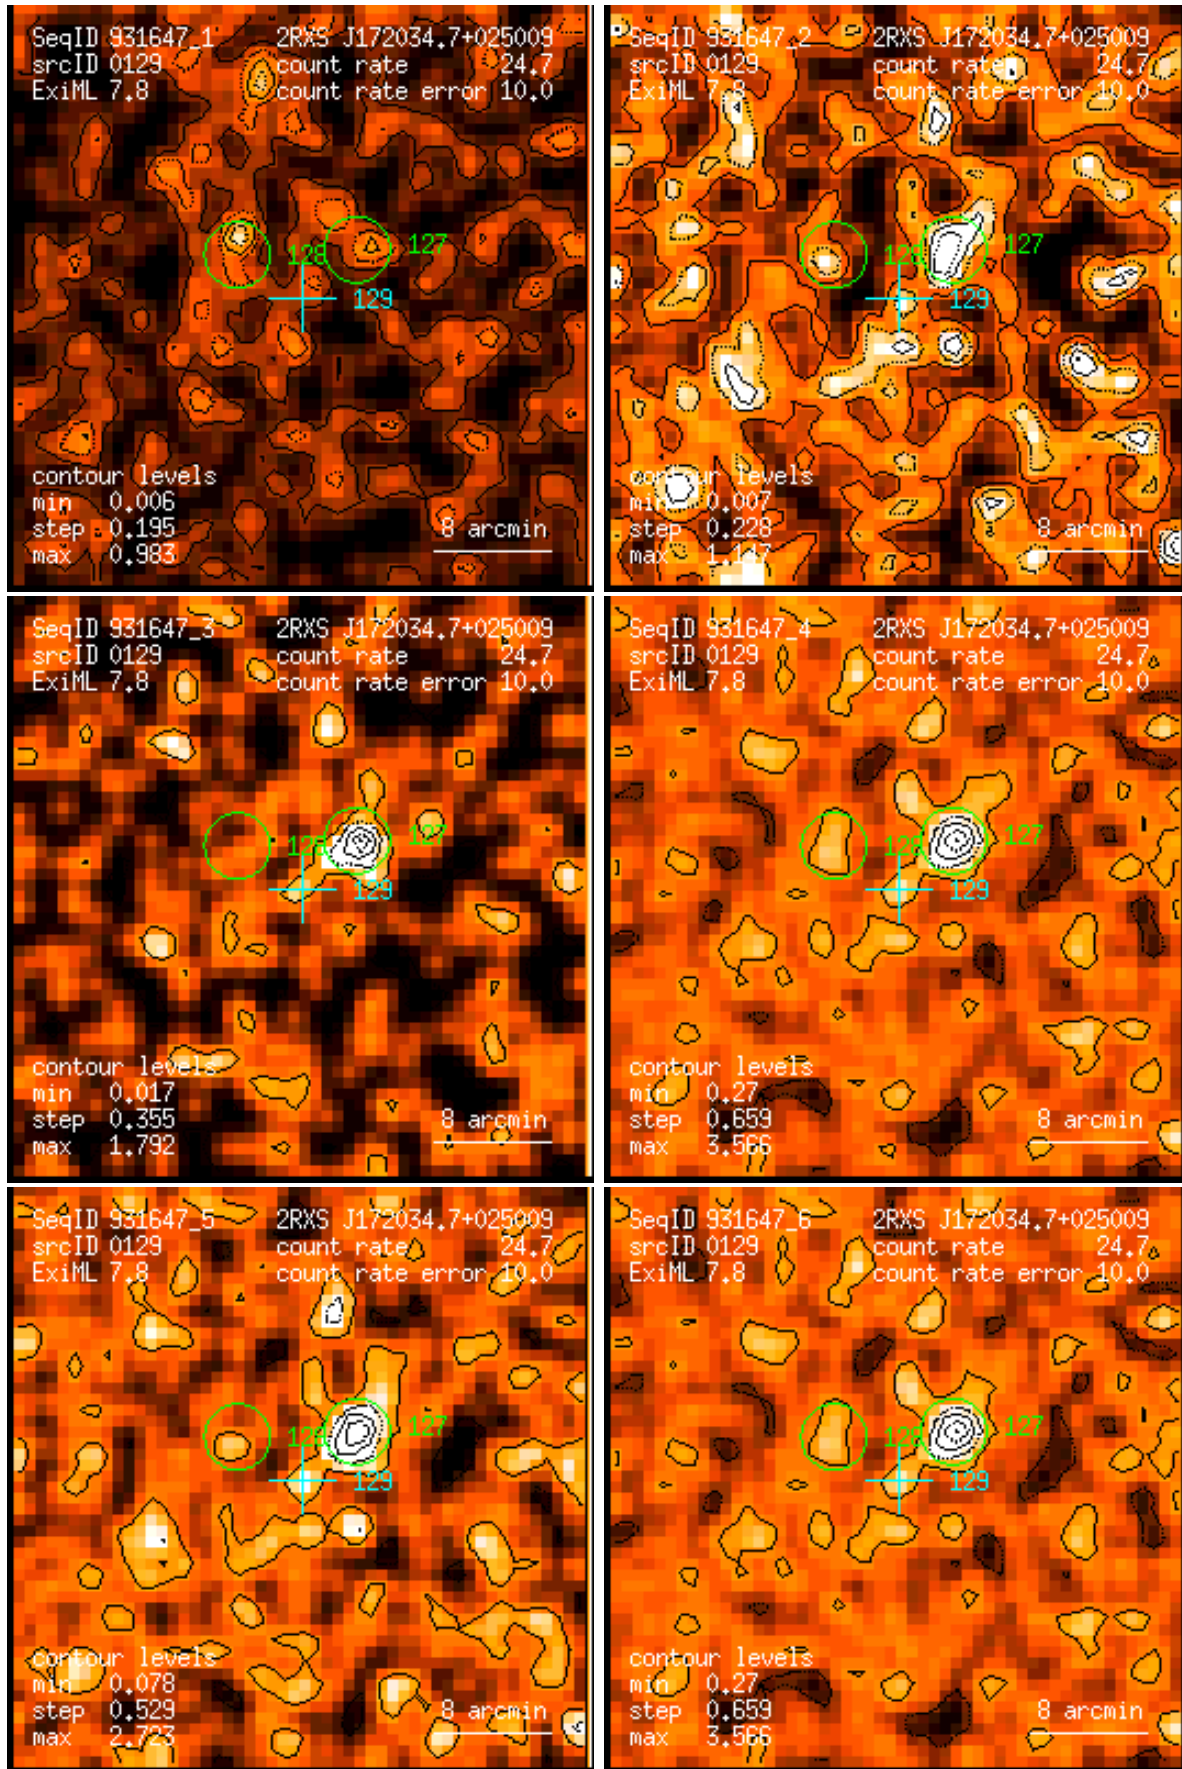 SeqID 931647_1 2RXS J172034.7+025009
srcID 0129 count rate 24.7
ExiML 7.8 count rate error 10.0
128 127
129
contour levels
min 0.006
step 0.195 8 arcmin
max 0.983
SeqID 931647_2 2RXS J172034.7+025009
srcID 0129 count rate 24.7
ExiML 7.8 count rate error 10.0
128 127
129
contour levels
min 0.007
step 0.228 8 arcmin
max 1.147
SeqID 931647_3 2RXS J172034.7+025009
srcID 0129 count rate 24.7
ExiML 7.8 count rate error 10.0
128 127
129
contour levels
min 0.017
step 0.355 8 arcmin
max 1.792
SeqID 931647_4 2RXS J172034.7+025009
srcID 0129 count rate 24.7
ExiML 7.8 count rate error 10.0
128 127
129
contour levels
min 0.27
step 0.659 8 arcmin
max 3.566
SeqID 931647_5 2RXS J172034.7+025009
srcID 0129 count rate 24.7
ExiML 7.8 count rate error 10.0
128 127
129
contour levels
min 0.078
step 0.529 8 arcmin
max 2.723
SeqID 931647_6 2RXS J172034.7+025009
srcID 0129 count rate 24.7
ExiML 7.8 count rate error 10.0
128 127
129
contour levels
min 0.27
step 0.659 8 arcmin
max 3.566